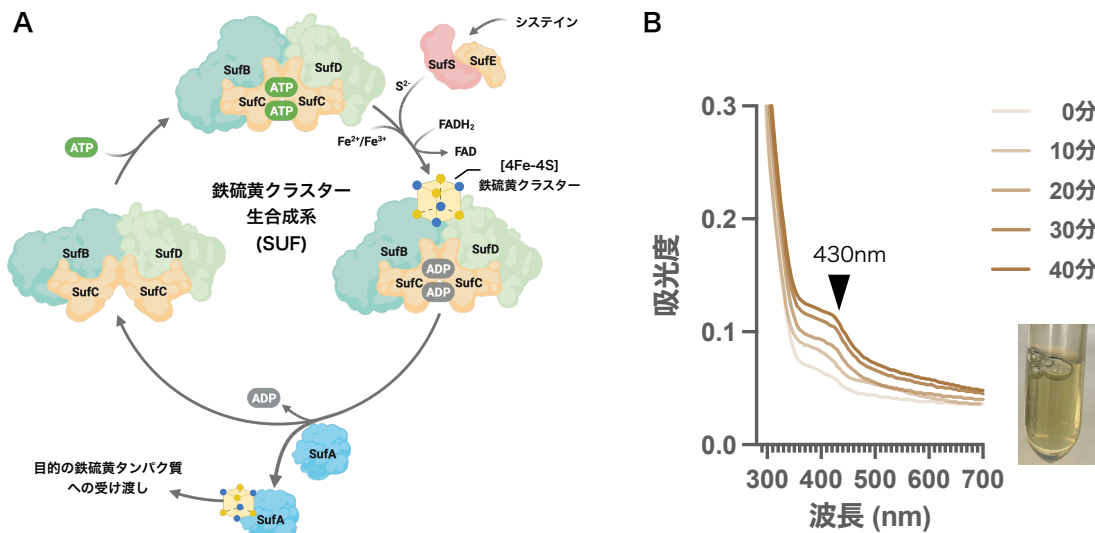 A
システイン
SufS
SufE
SufB
SufD
ATP
SufC
SufC
ATP
S²⁻
Fe²⁺/Fe³⁺
FADH₂
FAD
ATP
[4Fe-4S]
鉄硫黄クラスター
鉄硫黄クラスター
生合成系
(SUF)
SufB
SufD
SufC
SufC
SufB
SufD
ADP
SufC
SufC
ADP
ADP
SufA
目的の鉄硫黄タンパク質
への受け渡し
SufA
B
0.3
0.2
0.1
0.0
吸光度
430nm
0分
10分
20分
30分
40分
300 400 500 600 700
波長 (nm)